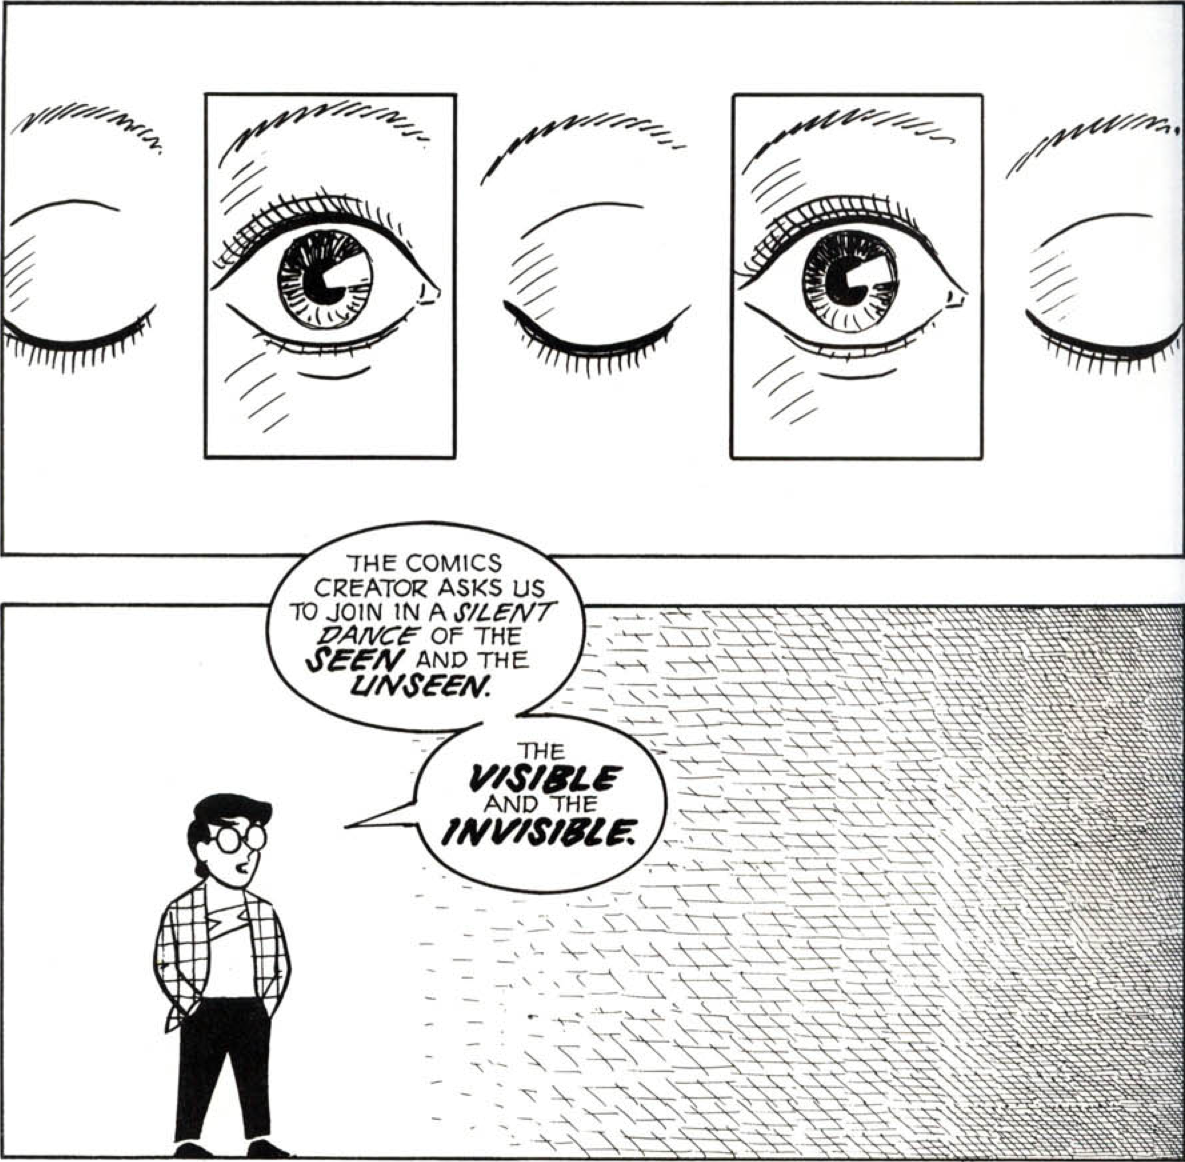 THE COMICS
CREATOR ASKS US
TO JOIN IN A SILENT
DANCE OF THE
SEEN AND THE
UNSEEN.
THE
VISIBLE
AND THE
INVISIBLE.